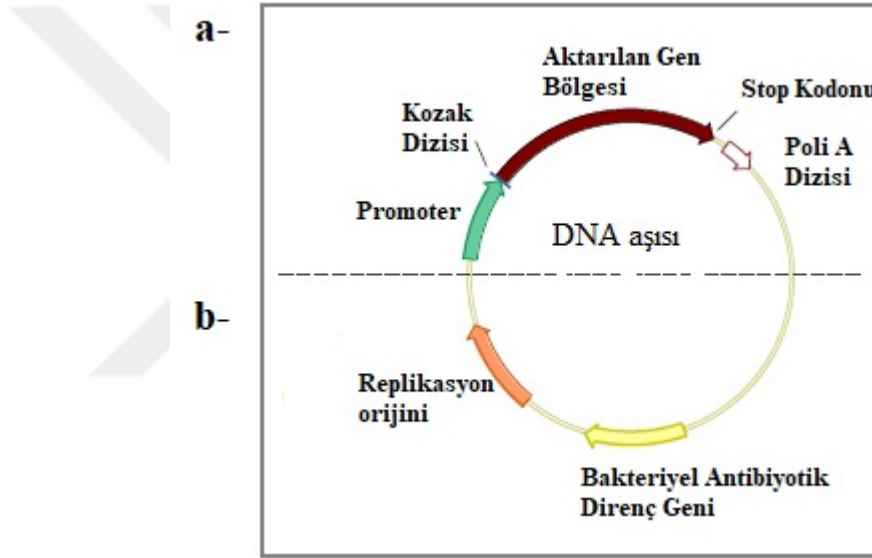 a-
Aktarılan Gen
Bölgesi
Stop Kodonu
Kozak
Dizisi
Poli A
Dizisi
Promoter
DNA aşısı
b-
Replikasyon
orijini
Bakteriyel Antibiyotik
Direnç Geni